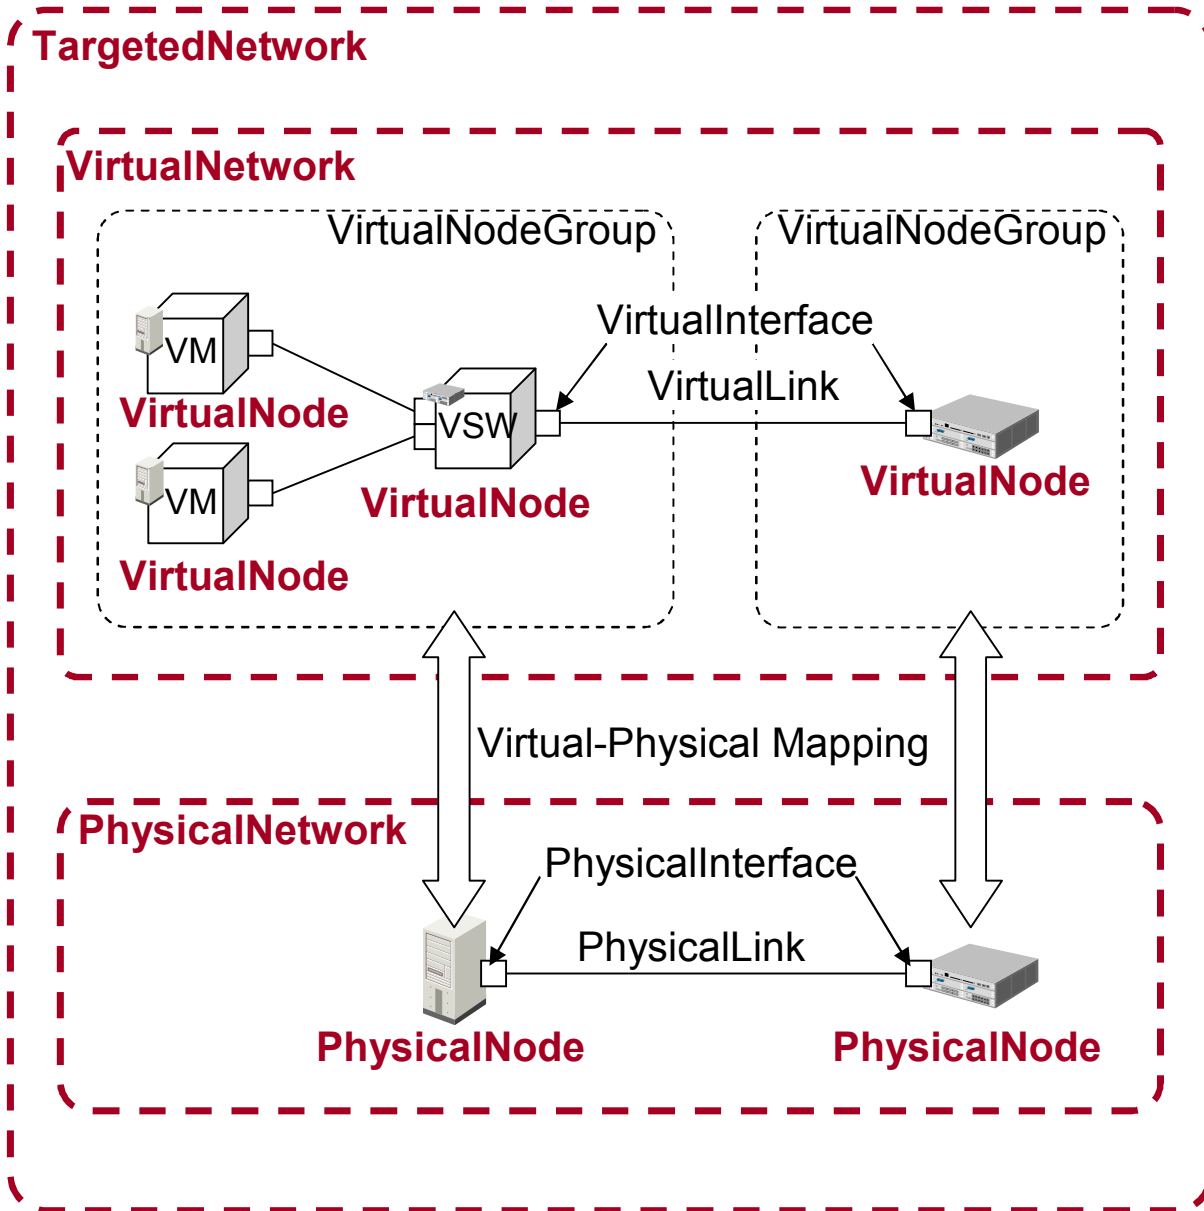 TargetedNetwork
VirtualNetwork
VirtualNodeGroup
VirtualNodeGroup
VirtualInterface
VM
VirtualLink
VirtualNode
VSW
VirtualNode
VirtualNode
VM
VirtualNode
Virtual-Physical Mapping
PhysicalNetwork
PhysicalInterface
PhysicalLink
PhysicalNode
PhysicalNode